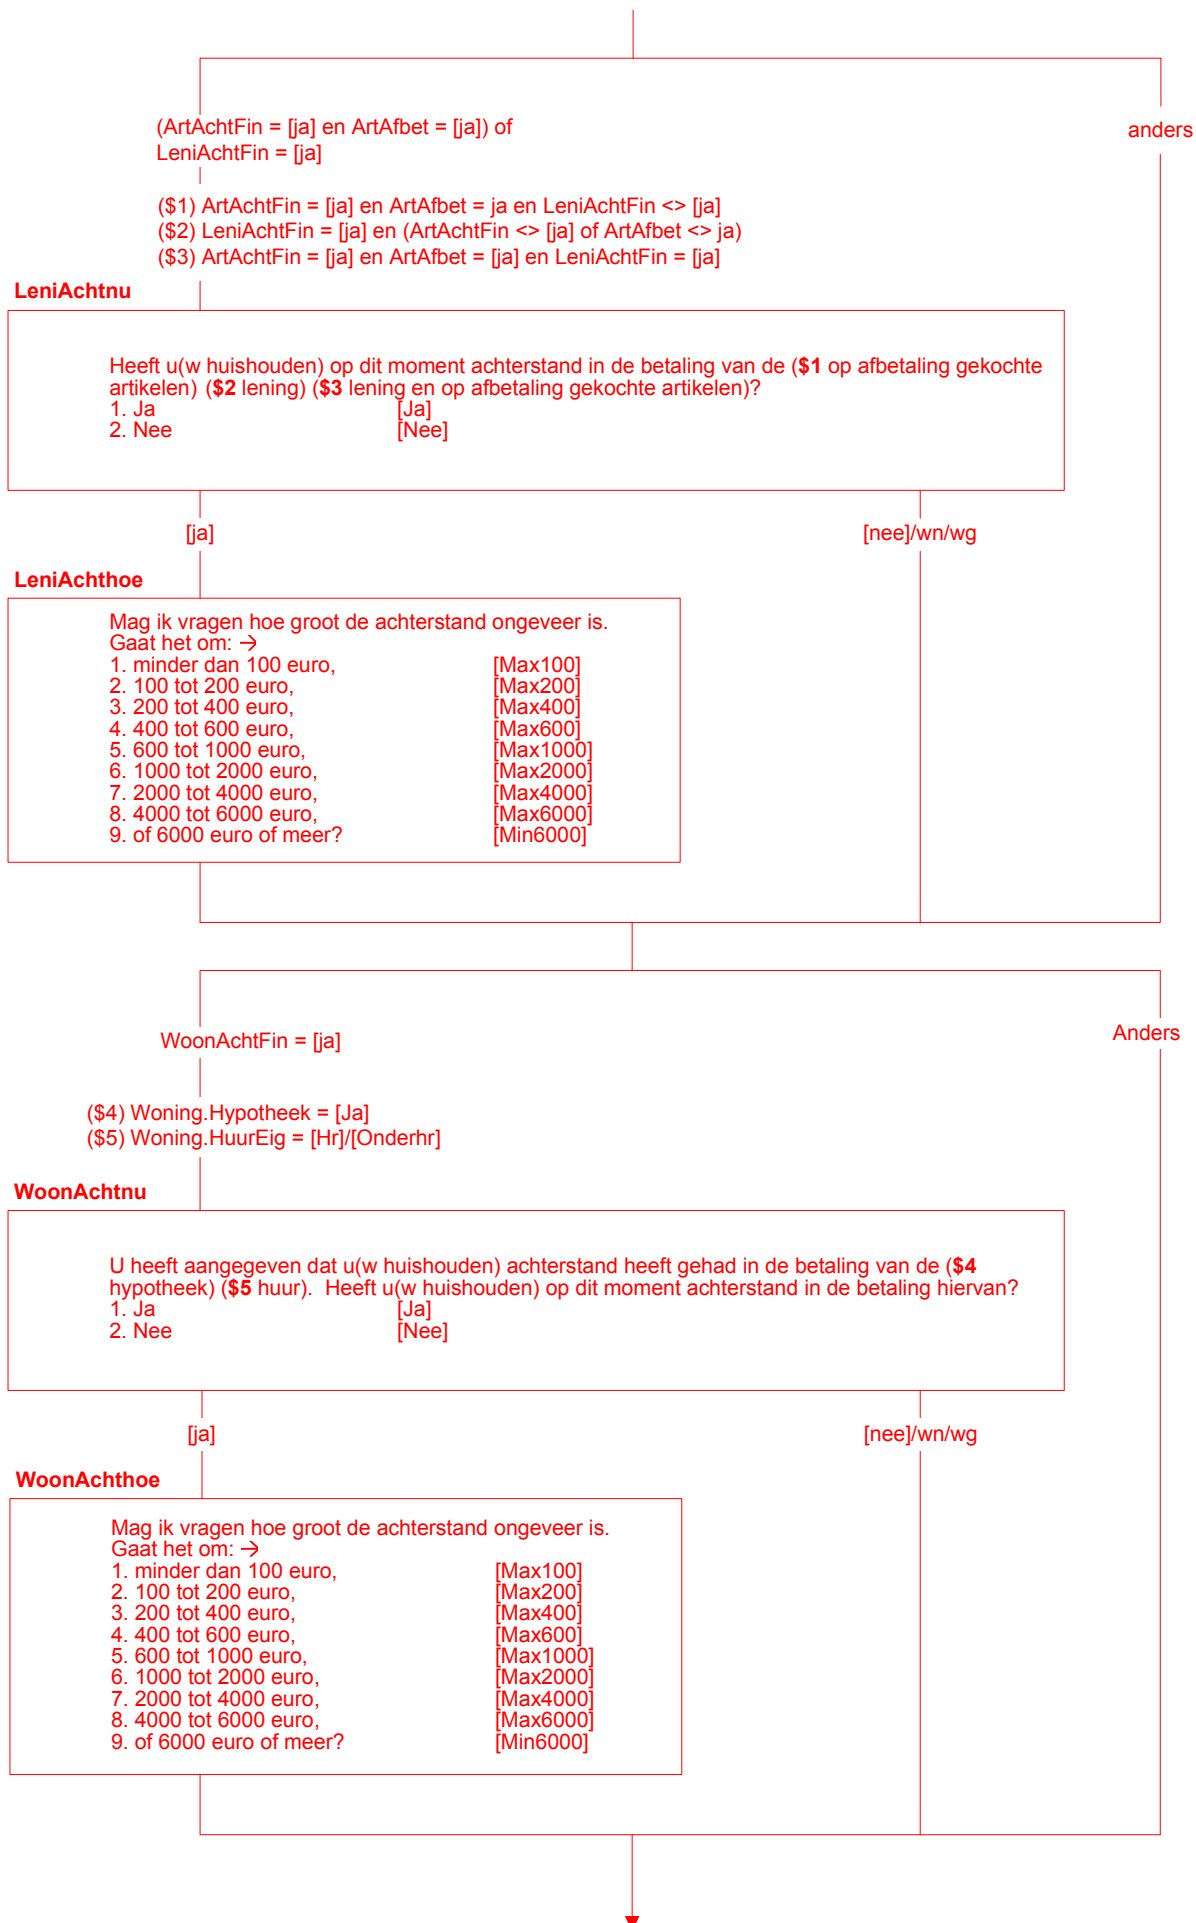 (ArtAchtFin = [ja] en ArtAfbet = [ja]) of
LeniAchtFin = [ja]
anders
($1) ArtAchtFin = [ja] en ArtAfbet = ja en LeniAchtFin <> [ja]
($2) LeniAchtFin = [ja] en (ArtAchtFin <> [ja] of ArtAfbet <> ja)
($3) ArtAchtFin = [ja] en ArtAfbet = [ja] en LeniAchtFin = [ja]
LeniAchtnu
Heeft u(w huishouden) op dit moment achterstand in de betaling van de ($1 op afbetaling gekochte
artikelen) ($2 lening) ($3 lening en op afbetaling gekochte artikelen)?
1. Ja [Ja]
2. Nee [Nee]
[ja] [nee]/wn/wg
LeniAchthoe
Mag ik vragen hoe groot de achterstand ongeveer is.
Gaat het om: →
1. minder dan 100 euro, [Max100]
2. 100 tot 200 euro, [Max200]
3. 200 tot 400 euro, [Max400]
4. 400 tot 600 euro, [Max600]
5. 600 tot 1000 euro, [Max1000]
6. 1000 tot 2000 euro, [Max2000]
7. 2000 tot 4000 euro, [Max4000]
8. 4000 tot 6000 euro, [Max6000]
9. of 6000 euro of meer? [Min6000]
WoonAchtFin = [ja]
Anders
($4) Woning.Hypotheek = [Ja]
($5) Woning.HuurEig = [Hr]/[Onderhr]
WoonAchtnu
U heeft aangegeven dat u(w huishouden) achterstand heeft gehad in de betaling van de ($4
hypotheek) ($5 huur). Heeft u(w huishouden) op dit moment achterstand in de betaling hiervan?
1. Ja [Ja]
2. Nee [Nee]
[ja] [nee]/wn/wg
WoonAchthoe
Mag ik vragen hoe groot de achterstand ongeveer is.
Gaat het om: →
1. minder dan 100 euro, [Max100]
2. 100 tot 200 euro, [Max200]
3. 200 tot 400 euro, [Max400]
4. 400 tot 600 euro, [Max600]
5. 600 tot 1000 euro, [Max1000]
6. 1000 tot 2000 euro, [Max2000]
7. 2000 tot 4000 euro, [Max4000]
8. 4000 tot 6000 euro, [Max6000]
9. of 6000 euro of meer? [Min6000]